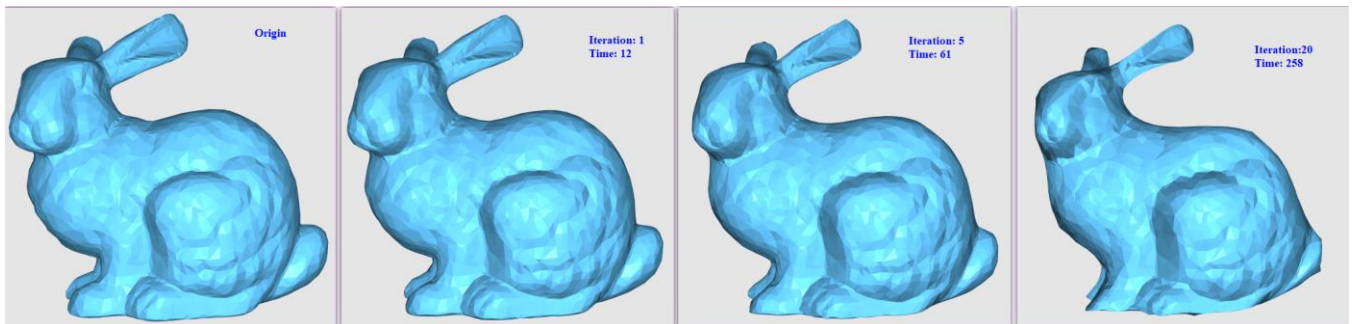 Origin
Iteration: 1
Time: 12
Iteration: 5
Time: 61
Iteration:20
Time: 258